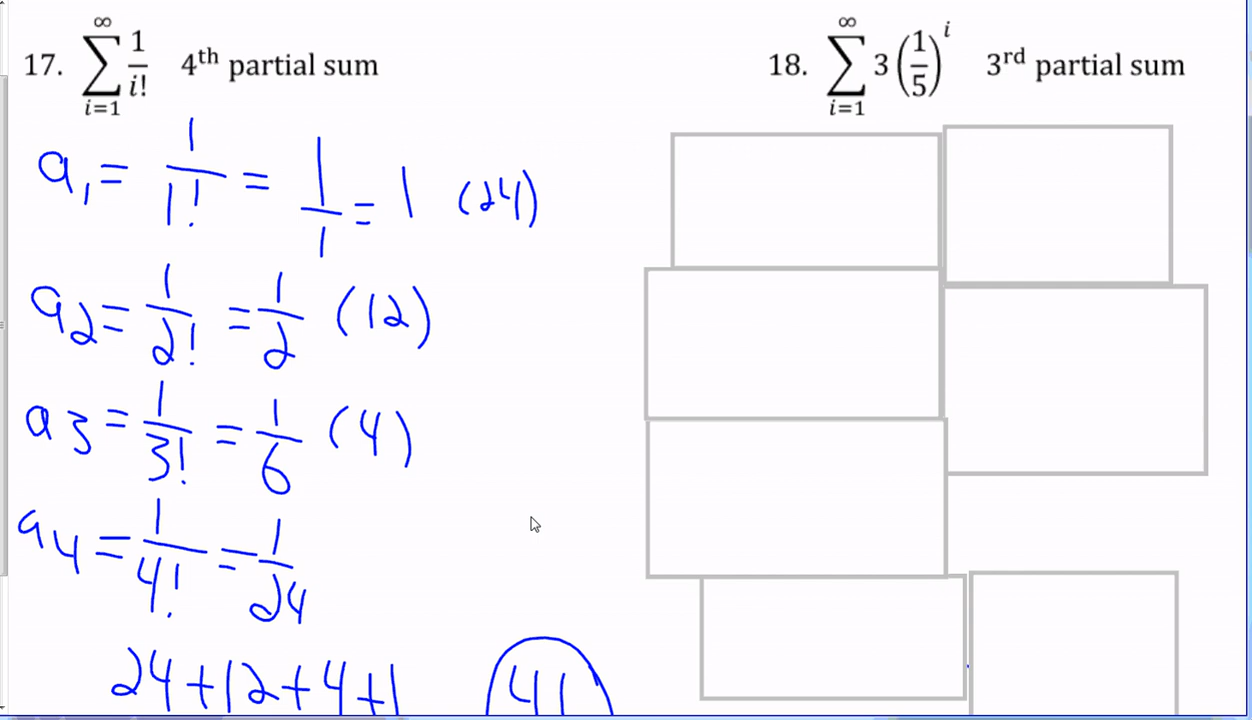 17. ∑_{i=1}^{∞} 1/i! 4th partial sum
18. ∑_{i=1}^{∞} 3(1/5)^i 3rd partial sum
a₁ = 1/1! = 1/1 = 1 (24)
a₂ = 1/2! = 1/2 (12)
a3 = 1/3! = 1/6 (4)
a4 = 1/4! = 1/24
24+12+4+1
41